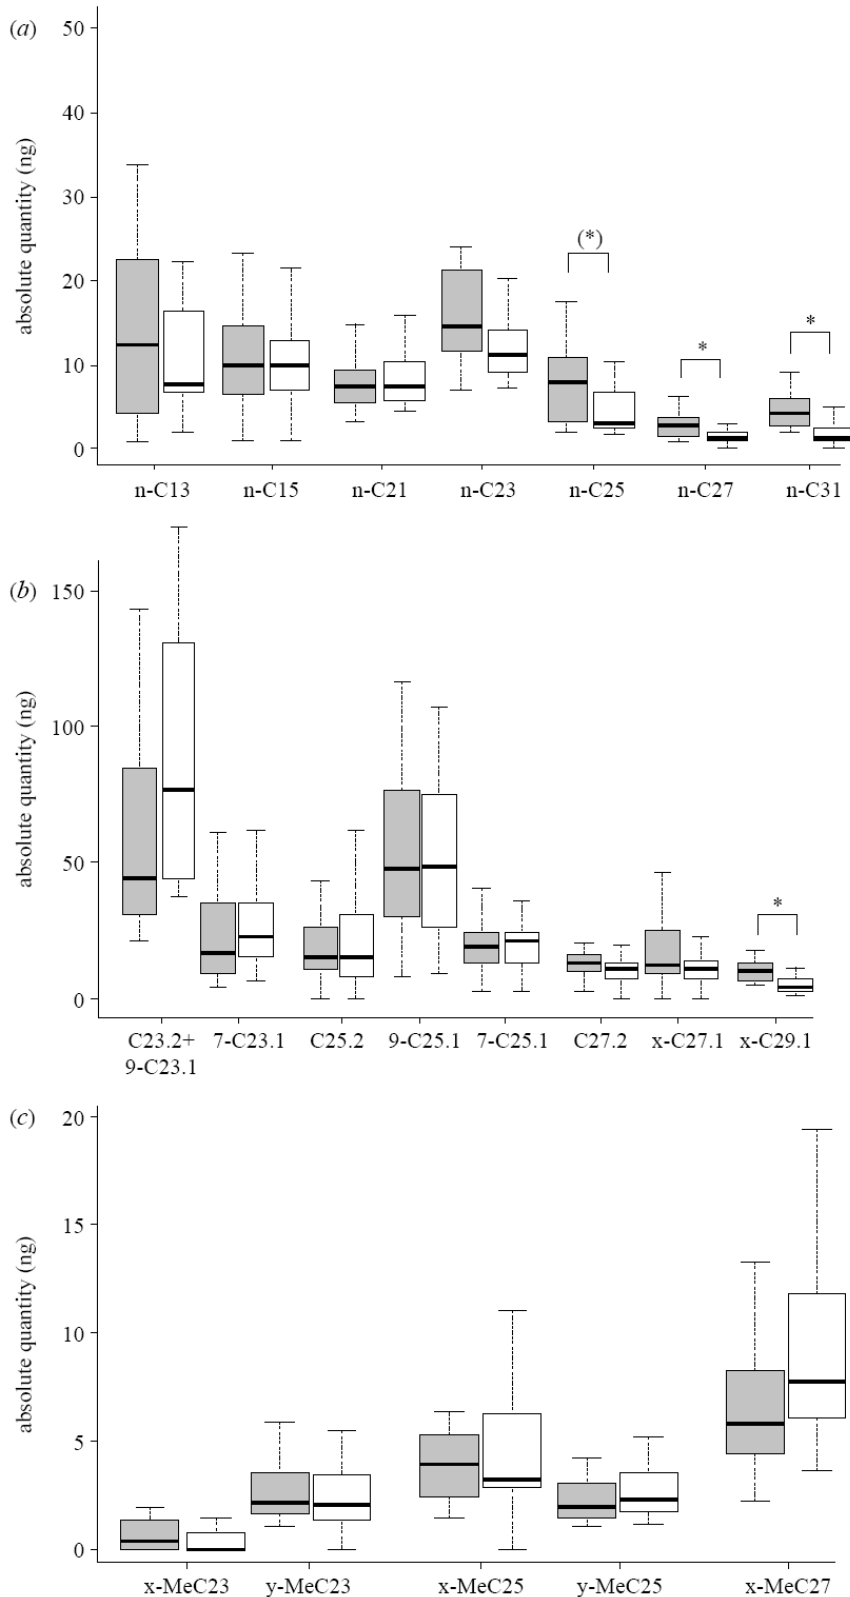 (a)
absolute quantity (ng)
50
40
30
20
10
0
(*)
*
*
n-C13 n-C15 n-C21 n-C23 n-C25 n-C27 n-C31
(b)
absolute quantity (ng)
150
100
50
0
*
C23.2+ 7-C23.1 C25.2 9-C25.1 7-C25.1 C27.2 x-C27.1 x-C29.1
9-C23.1
(c)
absolute quantity (ng)
20
15
10
5
0
x-MeC23 y-MeC23 x-MeC25 y-MeC25 x-MeC27